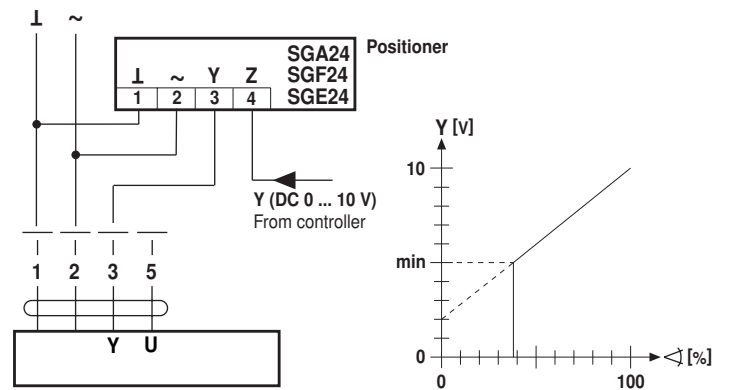 ⊥ ~
SGA24 Positioner
⊥ ~ Y Z SGF24
1 2 3 4 SGE24
Y (DC 0 ... 10 V)
From controller
1 2 3 5
Y U
Y [V]
10
min
0
0 100
∢ [%]